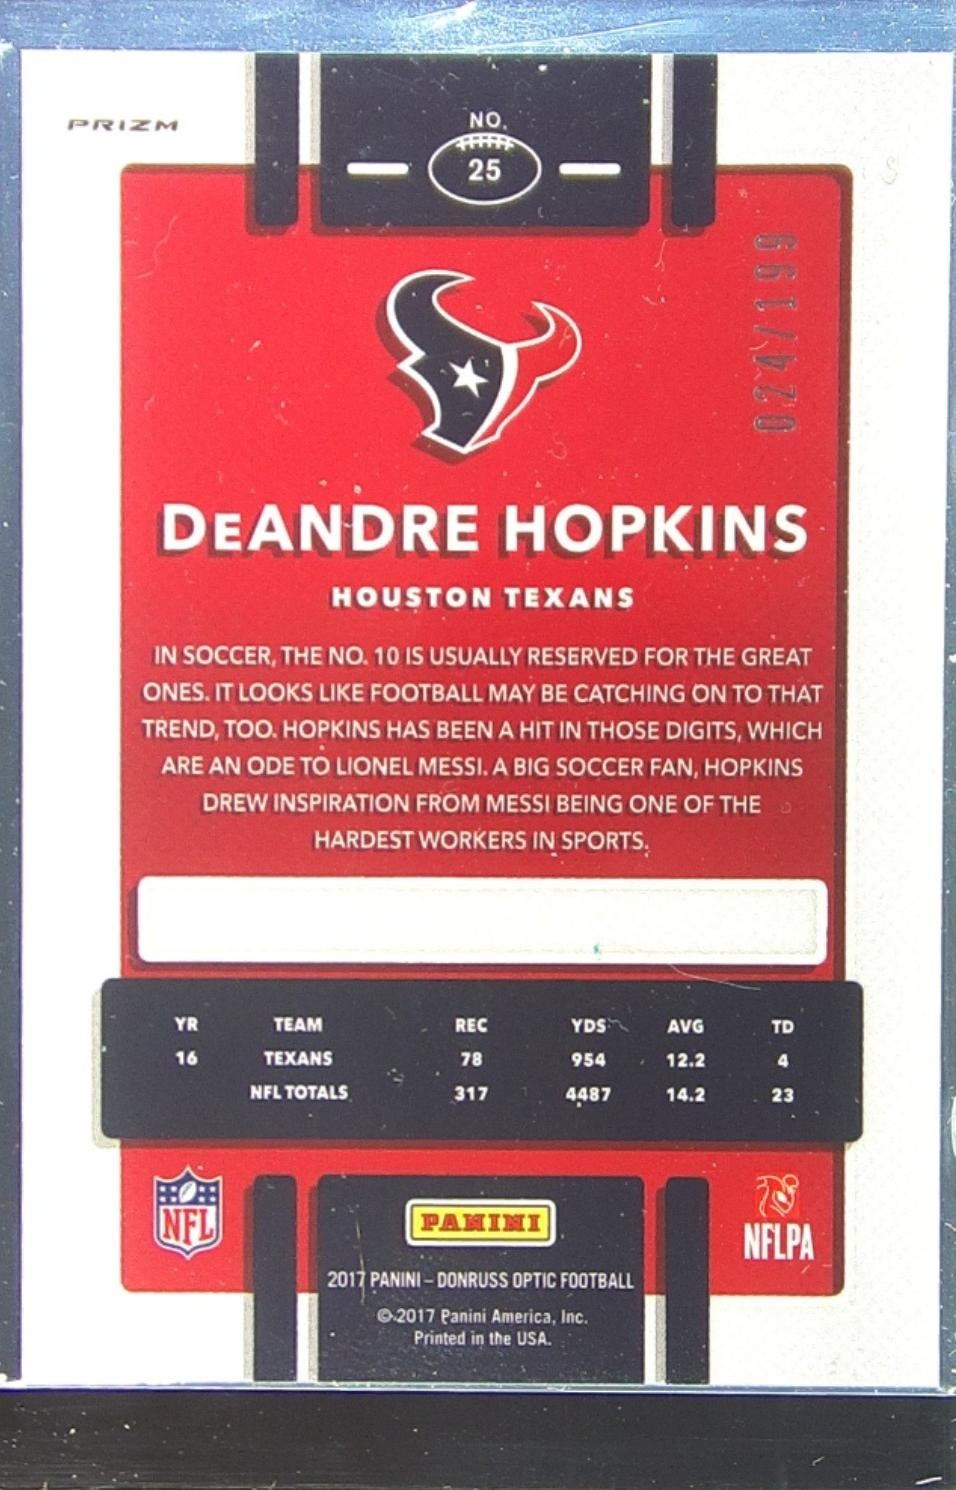 PRIZM
NO.
25
024/199
DeANDRE HOPKINS
HOUSTON TEXANS
IN SOCCER, THE NO. 10 IS USUALLY RESERVED FOR THE GREAT
ONES. IT LOOKS LIKE FOOTBALL MAY BE CATCHING ON TO THAT
TREND, TOO. HOPKINS HAS BEEN A HIT IN THOSE DIGITS, WHICH
ARE AN ODE TO LIONEL MESSI. A BIG SOCCER FAN, HOPKINS
DREW INSPIRATION FROM MESSI BEING ONE OF THE
HARDEST WORKERS IN SPORTS.
YR TEAM REC YDS AVG TD
16 TEXANS 78 954 12.2 4
NFL TOTALS 317 4487 14.2 23
NFL
PANINI
NFLPA
2017 PANINI – DONRUSS OPTIC FOOTBALL
© 2017 Panini America, Inc.
Printed in the USA.